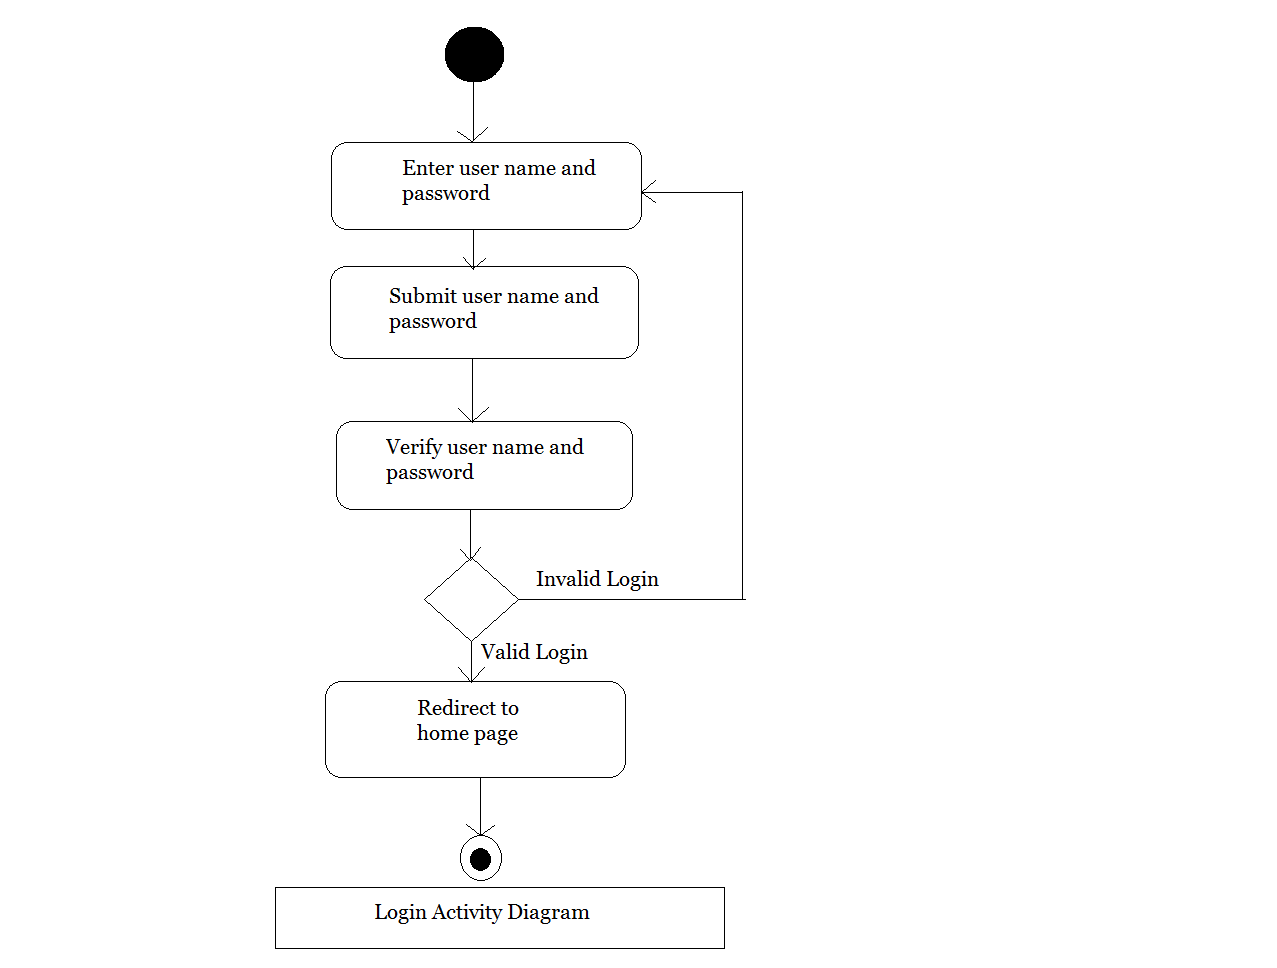 Enter user name and
password
Submit user name and
password
Verify user name and
password
Invalid Login
Valid Login
Redirect to
home page
Login Activity Diagram